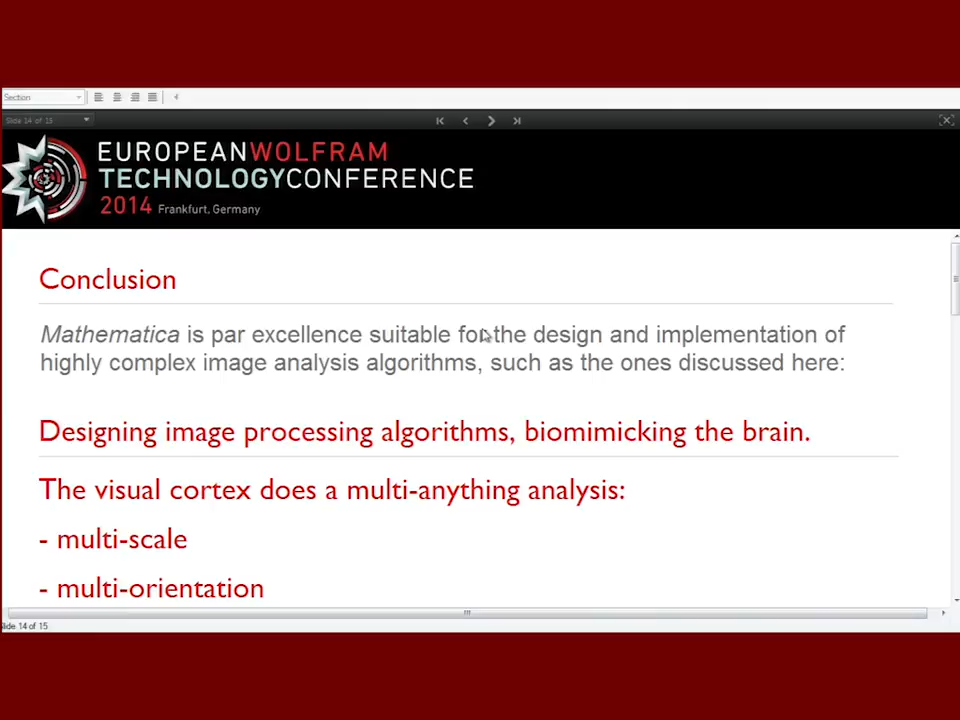 Section
Slide 14 of 15
EUROPEANWOLFRAM
TECHNOLOGYCONFERENCE
2014 Frankfurt, Germany
Conclusion
Mathematica is par excellence suitable for the design and implementation of
highly complex image analysis algorithms, such as the ones discussed here:
Designing image processing algorithms, biomimicking the brain.
The visual cortex does a multi-anything analysis:
- multi-scale
- multi-orientation
Slide 14 of 15